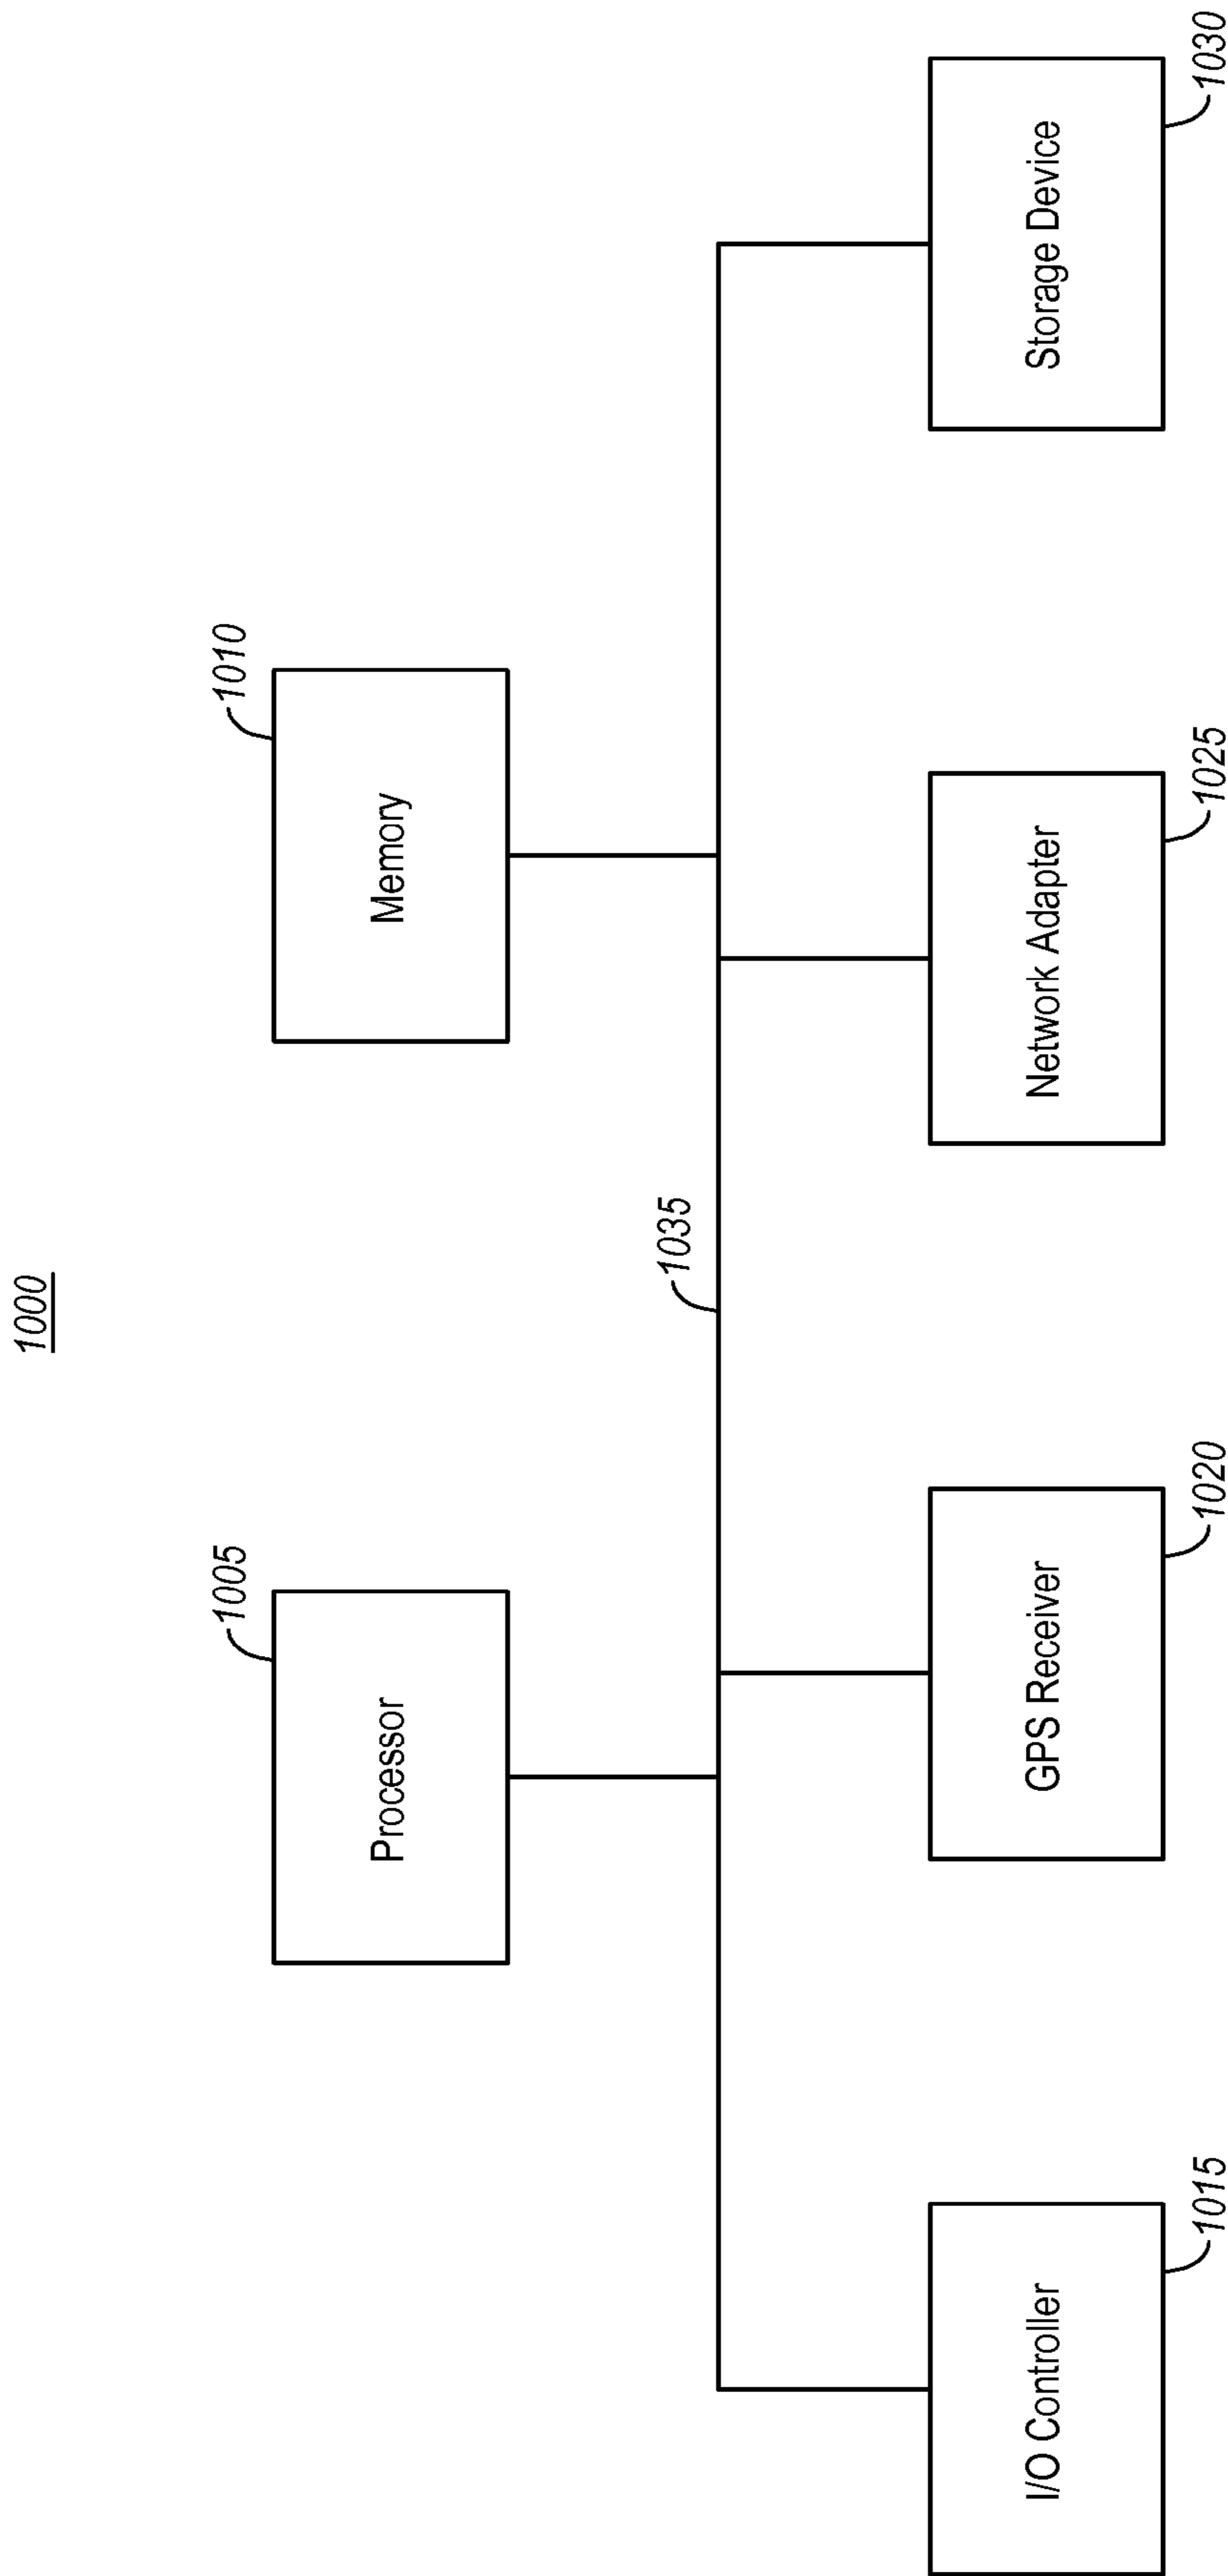 1000
1005
1010
Processor
Memory
1035
I/O Controller
GPS Receiver
Network Adapter
Storage Device
1015
1020
1025
1030